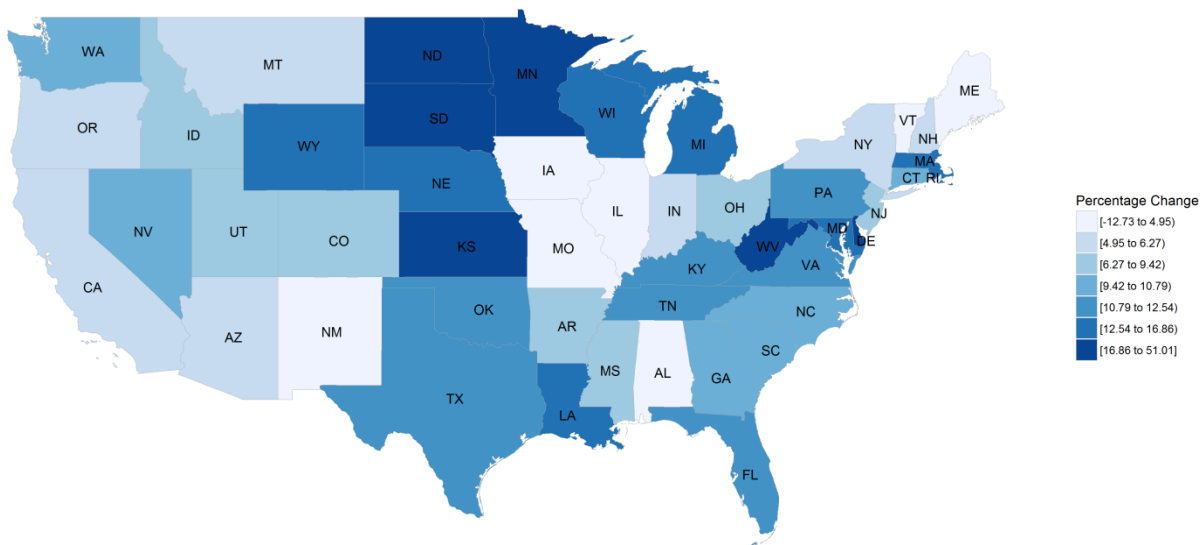 WA
MT
ND
MN
ME
VT
NH
OR
ID
SD
WI
NY
WY
MI
MA
CT RI
NE
IA
PA
NV
UT
CO
IL
IN
OH
NJ
MD
DE
KS
MO
WV
VA
KY
CA
OK
TN
NC
AZ
NM
AR
SC
MS
AL
GA
TX
LA
FL
Percentage Change
[-12.73 to 4.95)
[4.95 to 6.27)
[6.27 to 9.42)
[9.42 to 10.79)
[10.79 to 12.54)
[12.54 to 16.86)
[16.86 to 51.01]